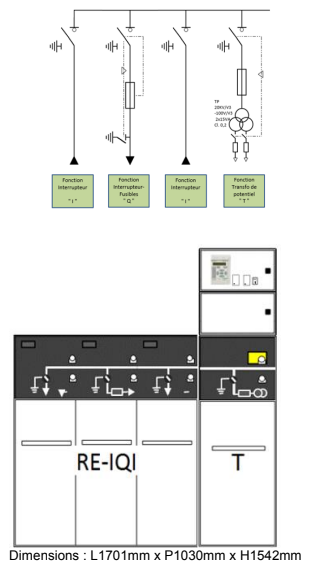 TP
20KV/V3
-100V/V3
2x15VA
Cl. 0,2
Fonction
Interrupteur
" I "
Fonction
Interrupteur-
Fusibles
" Q "
Fonction
Interrupteur
" I "
Fonction
Transfo de
potentiel
" T "
RE-IQI
T
Dimensions : L1701mm x P1030mm x H1542mm